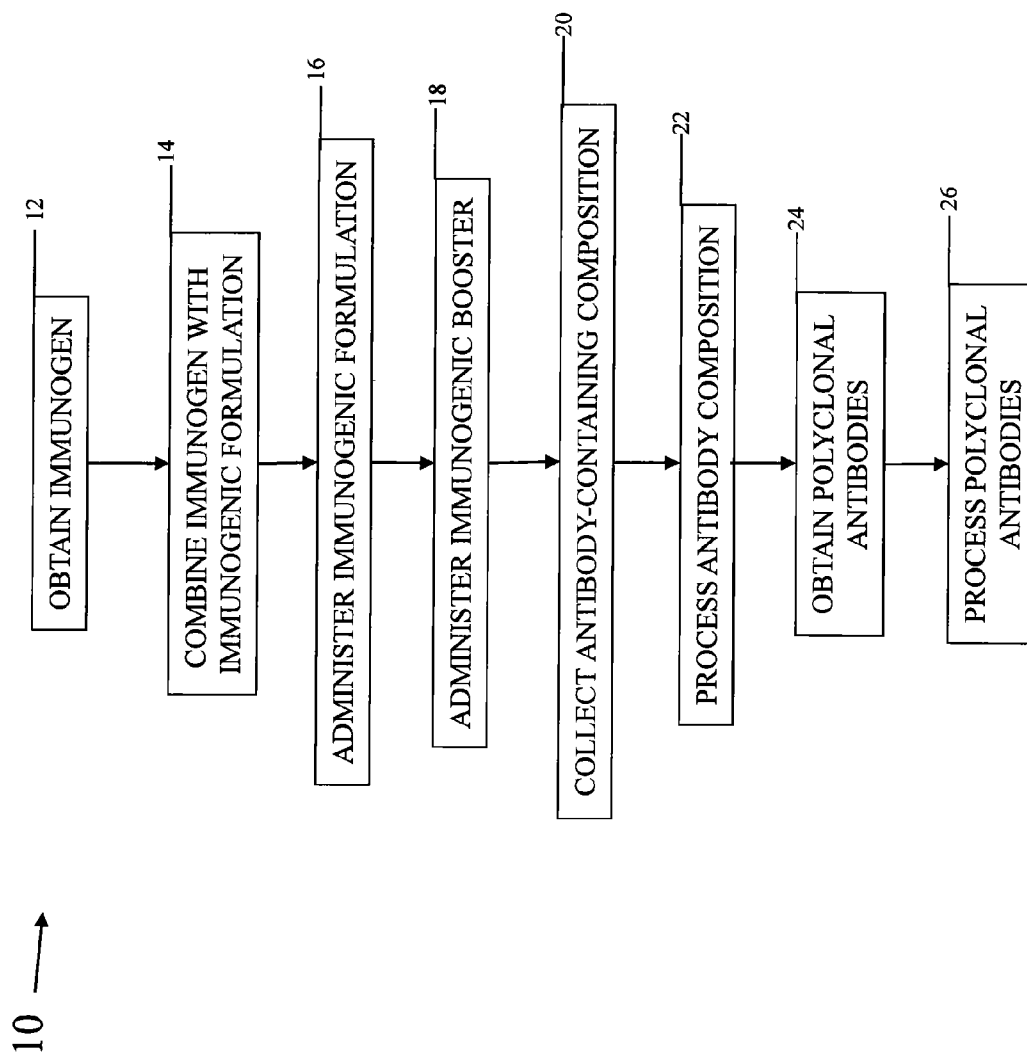 10
OBTAIN IMMUNOGEN
12
COMBINE IMMUNOGEN WITH
IMMUNOGENIC FORMULATION
14
ADMINISTER IMMUNOGENIC FORMULATION
16
ADMINISTER IMMUNOGENIC BOOSTER
18
COLLECT ANTIBODY-CONTAINING COMPOSITION
20
PROCESS ANTIBODY COMPOSITION
22
OBTAIN POLYCLONAL
ANTIBODIES
24
PROCESS POLYCLONAL
ANTIBODIES
26